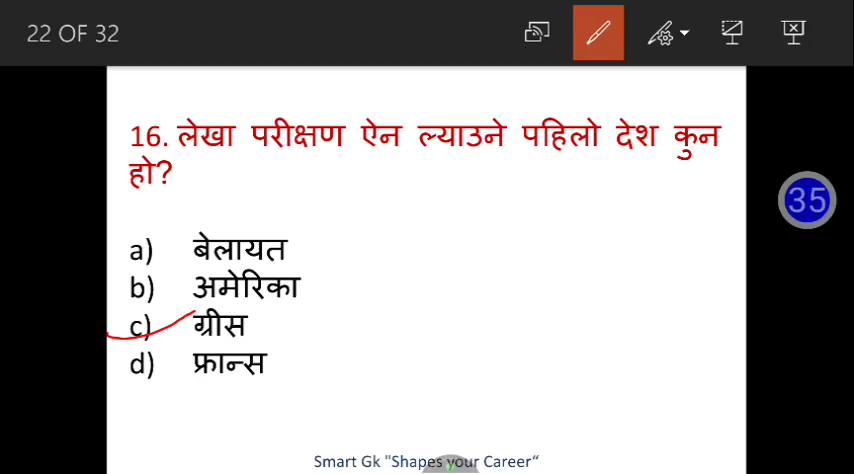 22 OF 32
16. लेखा परीक्षण ऐन ल्याउने पहिलो देश कुन
हो?
35
a) बेलायत
b) अमेरिका
c) ग्रीस
d) फ्रान्स
Smart Gk "Shapes your Career“